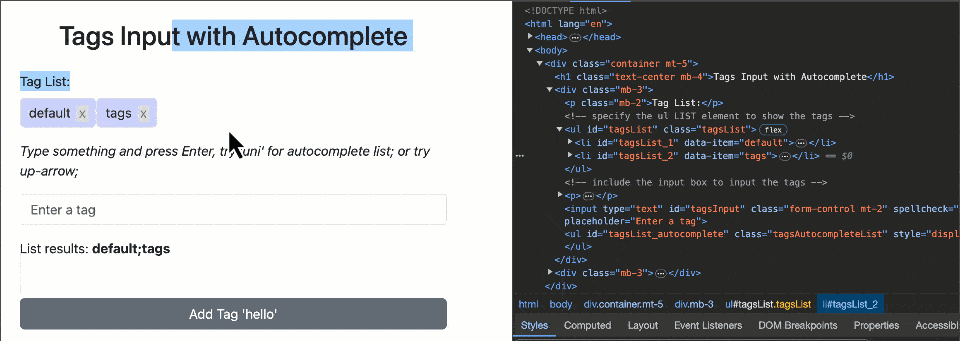 Tags Input with Autocomplete
Tag List:
default x tags x
Type something and press Enter, try 'uni' for autocomplete list; or try
up-arrow;
Enter a tag
List results: default;tags
Add Tag 'hello'
<!DOCTYPE html>
<html lang="en">
<head> </head>
<body>
<div class="container mt-5">
<h1 class="text-center mb-4">Tags Input with Autocomplete</h1>
<div class="mb-3">
<p class="mb-2">Tag List:</p>
<!-- specify the ul LIST element to show the tags -->
<ul id="tagsList" class="tagsList"> flex
<li id="tagsList_1" data-item="default"> </li>
<li id="tagsList_2" data-item="tags"> </li> == $0
</ul>
<!-- include the input box to input the tags -->
<p> </p>
<input type="text" id="tagsInput" class="form-control mt-2" spellcheck="
placeholder="Enter a tag">
<ul id="tagsList_autocomplete" class="tagsAutocompleteList" style="displ
</ul>
</div>
<div class="mb-3"> </div>
</div>
html body div.container.mt-5 div.mb-3 ul#tagsList.tagsList li#tagsList_2
Styles Computed Layout Event Listeners DOM Breakpoints Properties Accessibi